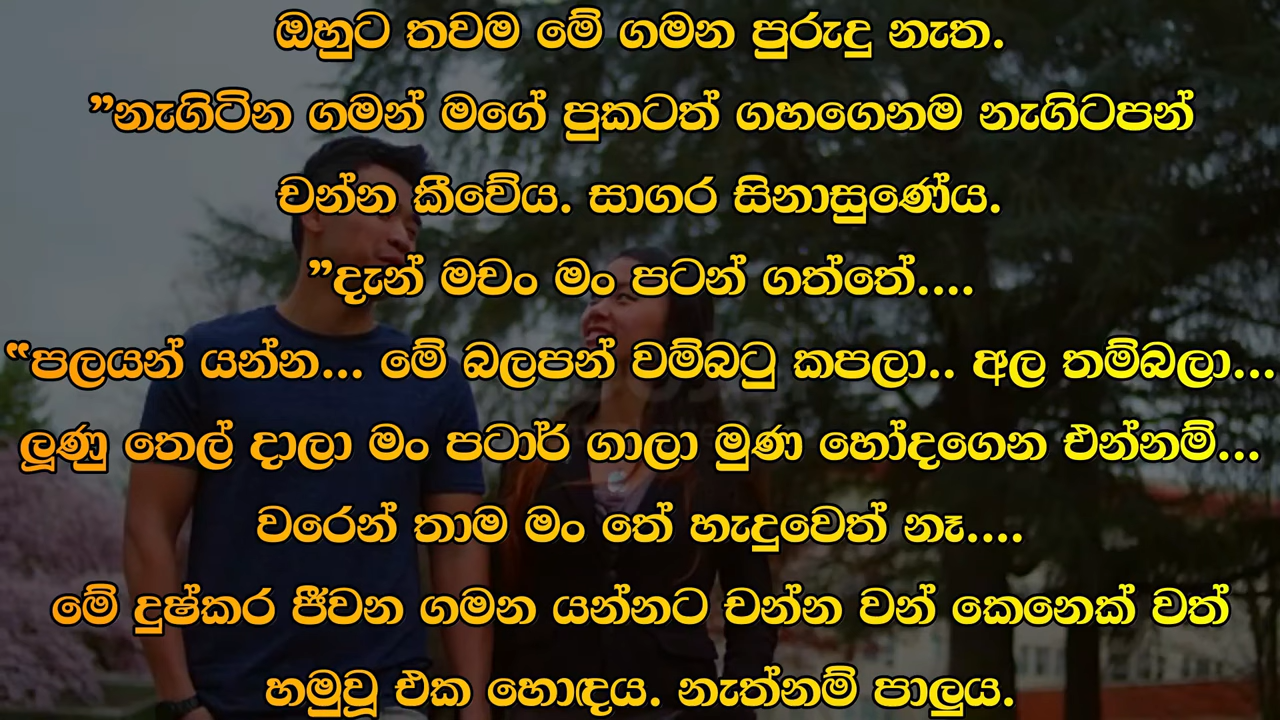 ඔහුට තවම මේ ගමන පුරුදු නැත.
”නැගිටින ගමන් මගේ පුකටත් ගහගෙනම නැගිටපන්
චන්න කීවේය. සාගර සිනාසුණේය.
”දැන් මචං මං පටන් ගත්තේ....
“පලයන් යන්න... මේ බලපන් වම්බටු කපලා.. අල තම්බලා...
ලූණු තෙල් දාලා මං පටාර් ගාලා මුණ හෝදගෙන එන්නම්...
වරෙන් තාම මං තේ හැදුවෙත් නෑ....
මේ දුෂ්කර ජීවන ගමන යන්නට චන්න වන් කෙනෙක් වත්
හමුවූ එක හොඳය. නැත්නම් පාලුය.